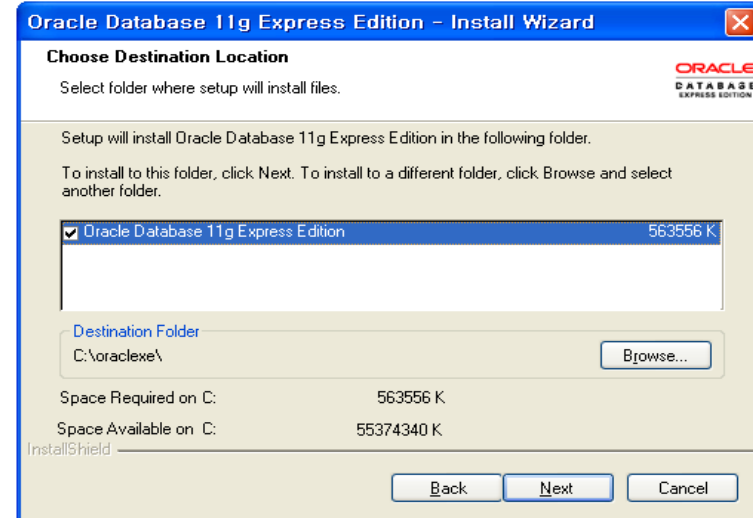 Oracle Database 11g Express Edition - Install Wizard
Choose Destination Location
Select folder where setup will install files.
ORACLE
DATABASE
EXPRESS EDITION
Setup will install Oracle Database 11g Express Edition in the following folder.
To install to this folder, click Next. To install to a different folder, click Browse and select
another folder.
Oracle Database 11g Express Edition 563556 K
Destination Folder
C:\oraclexe\
Browse...
Space Required on C: 563556 K
Space Available on C: 55374340 K
InstallShield
Back Next Cancel